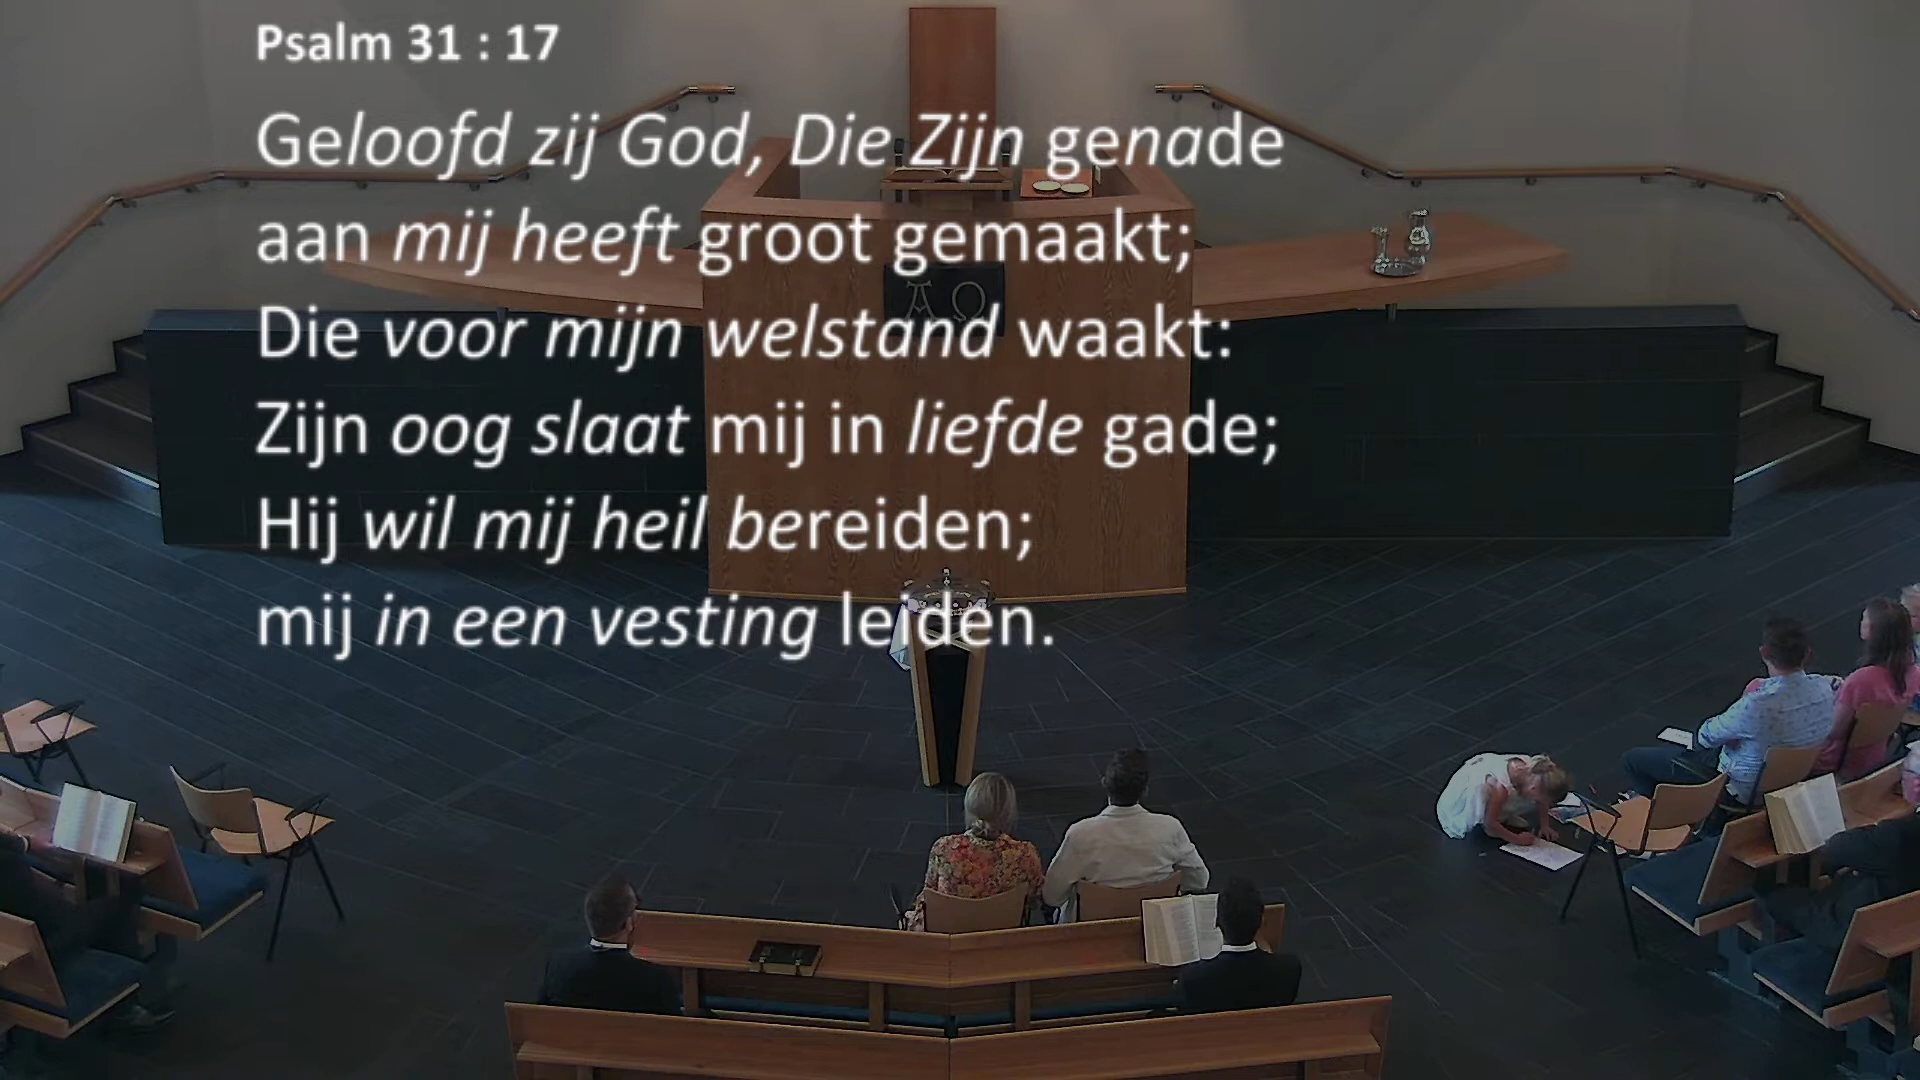 Psalm 31 : 17
Geloofd zij God, Die Zijn genade
aan mij heeft groot gemaakt;
Die voor mijn welstand waakt:
Zijn oog slaat mij in liefde gade;
Hij wil mij heil bereiden;
mij in een vesting leiden.
Α Ω